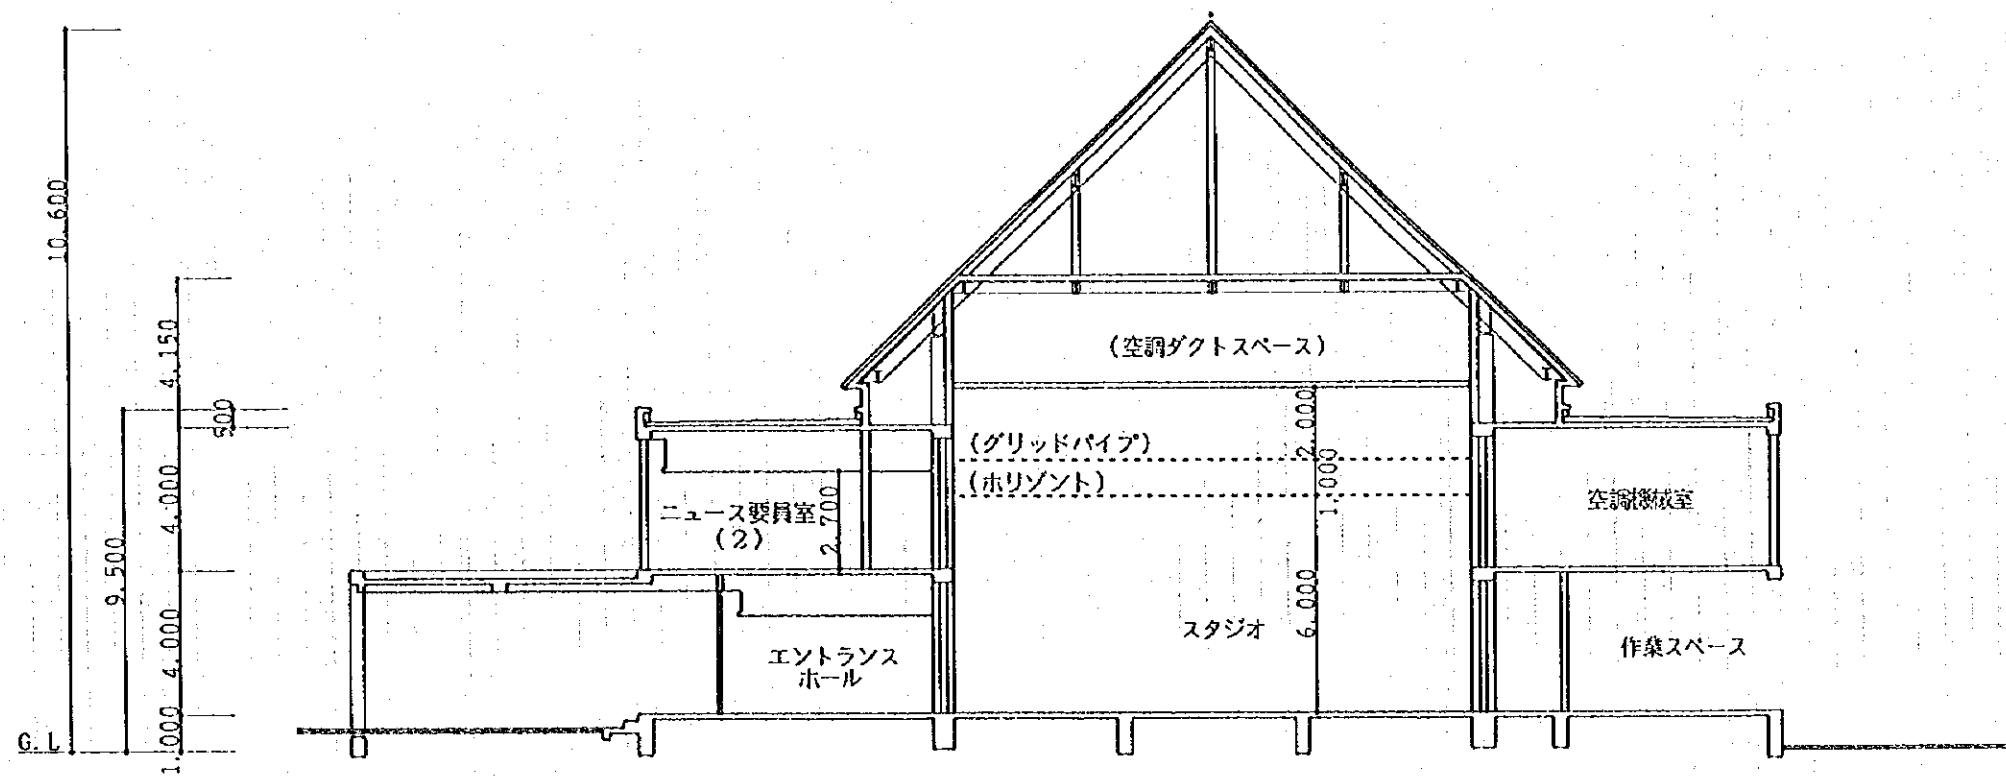 10.600
4.150
500
9.500
4.000
4.000
1.000
G.L
(空調ダクトスペース)
2.000
(グリッドパイプ)
1.000
(ホリゾント)
ニュース要員室
(2)
2.700
空調機械室
スタジオ
6.000
エントランス
ホール
作業スペース